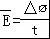 E̅ = Δø / t